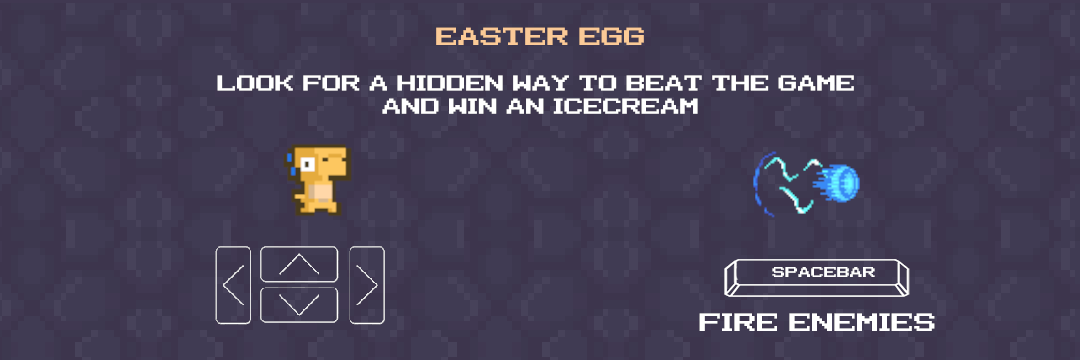 EASTER EGG
LOOK FOR A HIDDEN WAY TO BEAT THE GAME
AND WIN AN ICECREAM
SPACEBAR
FIRE ENEMIES